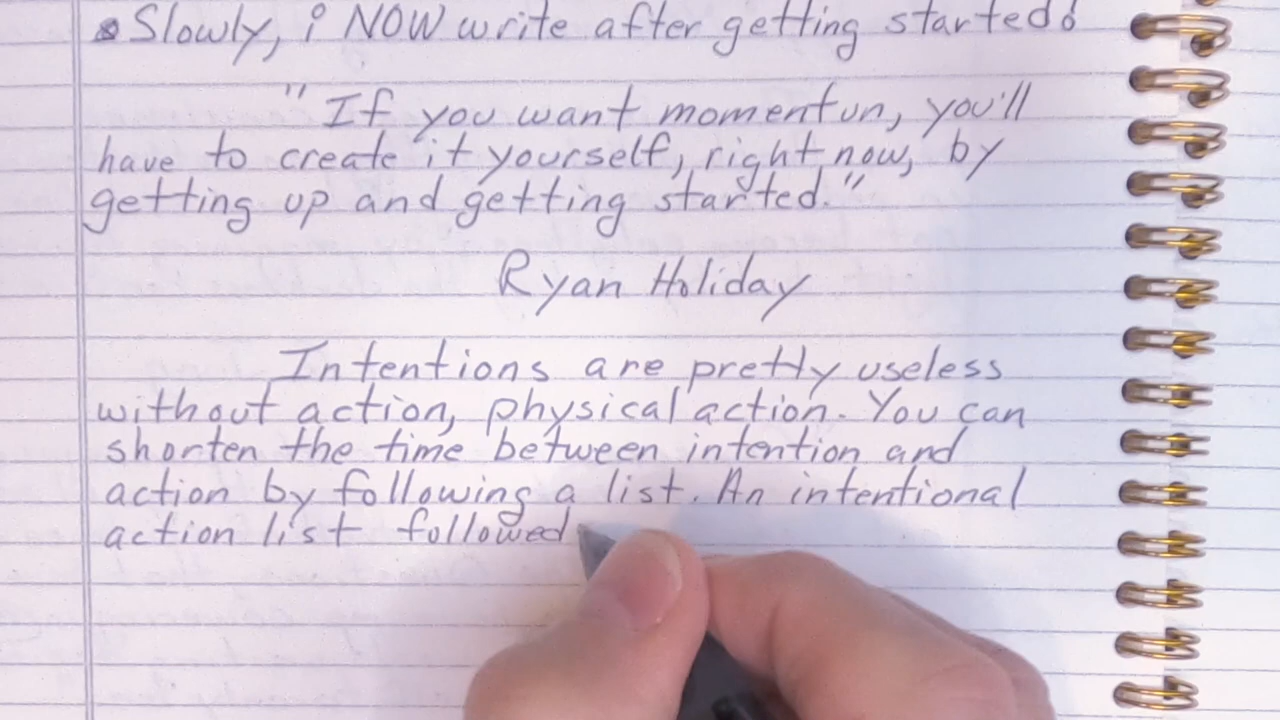 • Slowly, i NOW write after getting started!
"If you want momentun, you'll
have to create it yourself, right now, by
getting up and getting started."
Ryan Holiday
Intentions are pretty useless
without action, physical action. You can
shorten the time between intention and
action by following a list. An intentional
action list followed